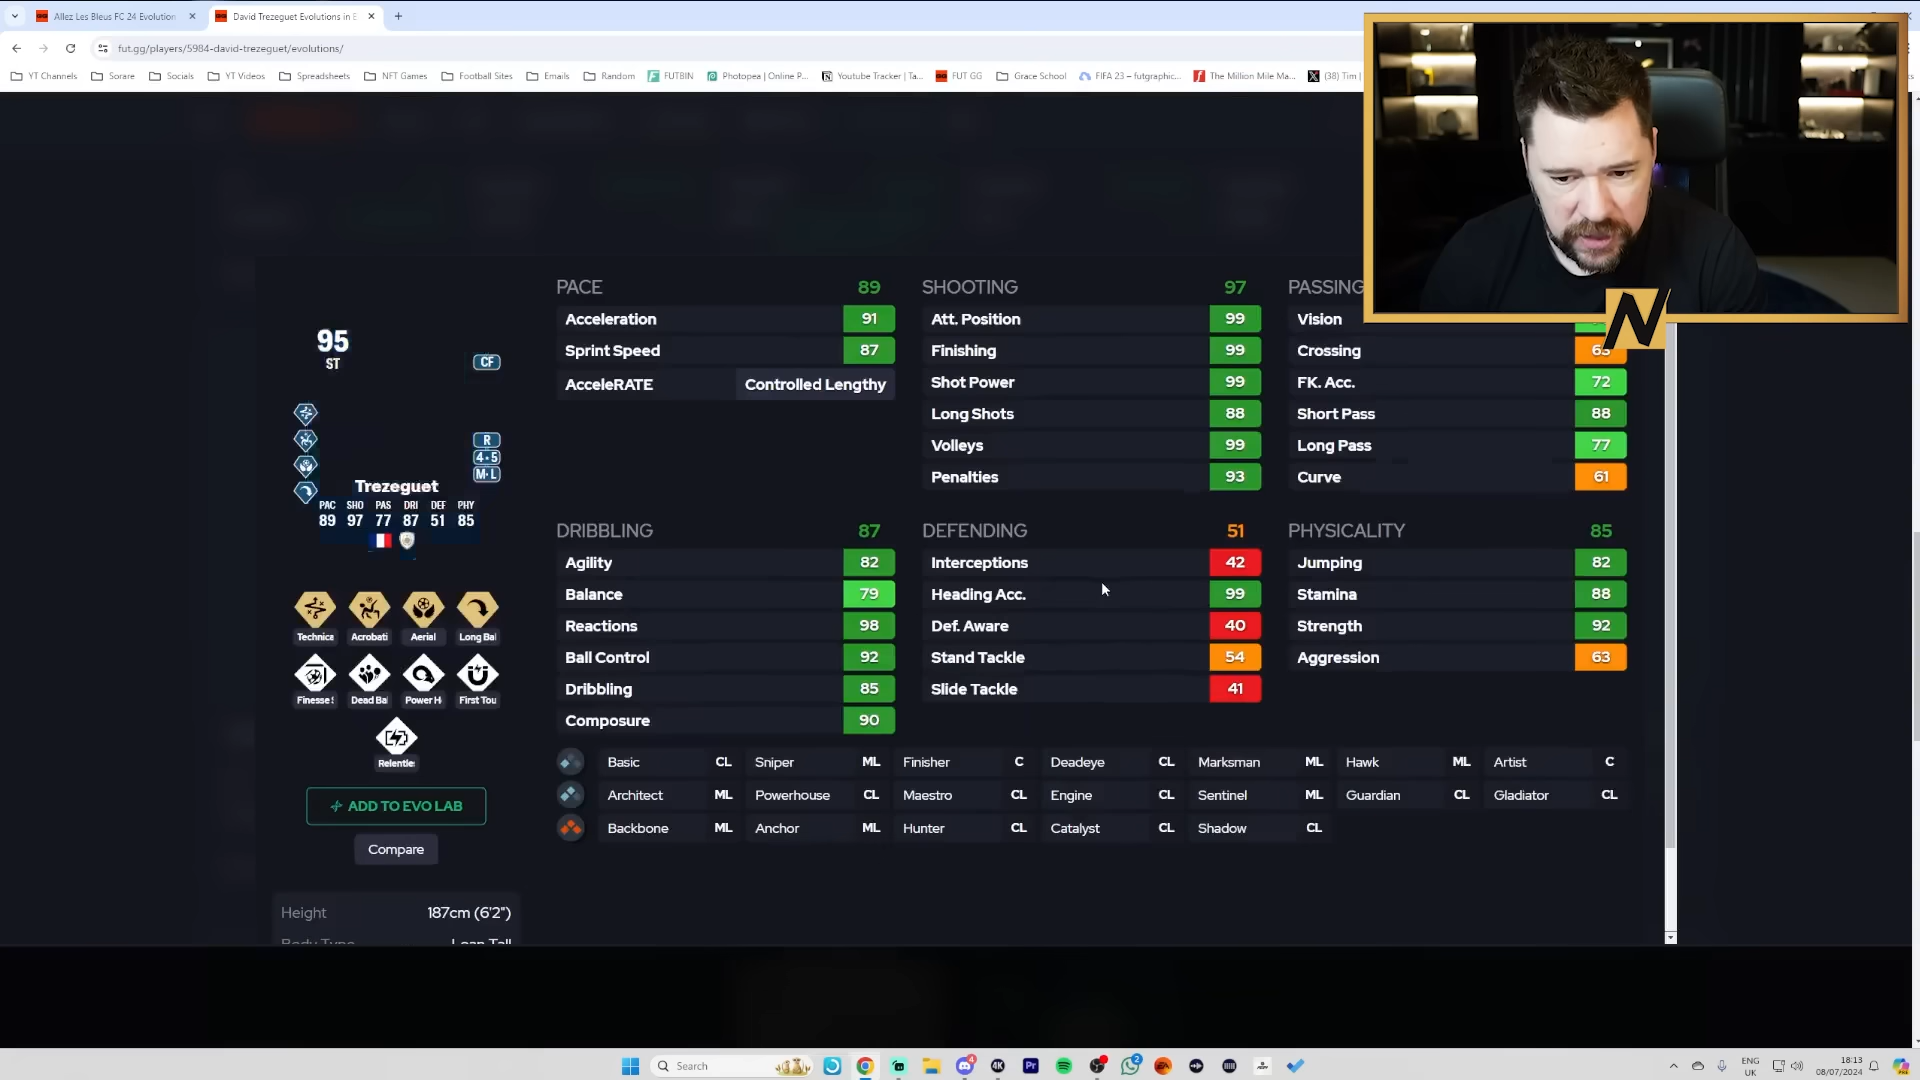 Allez Les Bleus FC 24 Evolution
David Trezeguet Evolutions in E
fut.gg/players/5984-david-trezeguet/evolutions/
YT Channels Sorare Socials YT Videos Spreadsheets NFT Games Football Sites Emails Random FUTBIN Photopea | Online P... Youtube Tracker | Ta... FUT GG Grace School FIFA 23 – futgraphic... The Million Mile Ma... (38) Tim |
95
ST
CF
R
4 • 5
M•L
Trezeguet
PAC SHO PAS DRI DEF PHY
89 97 77 87 51 85
Technica Acrobati Aerial Long Bal
Finesse S Dead Bal Power H First Tou
Relentles
ADD TO EVO LAB
Compare
Height 187cm (6'2")
PACE 89
Acceleration 91
Sprint Speed 87
AcceleRATE Controlled Lengthy
SHOOTING 97
Att. Position 99
Finishing 99
Shot Power 99
Long Shots 88
Volleys 99
Penalties 93
PASSING
Vision
Crossing
FK. Acc. 72
Short Pass 88
Long Pass 77
Curve 61
DRIBBLING 87
Agility 82
Balance 79
Reactions 98
Ball Control 92
Dribbling 85
Composure 90
DEFENDING 51
Interceptions 42
Heading Acc. 99
Def. Aware 40
Stand Tackle 54
Slide Tackle 41
PHYSICALITY 85
Jumping 82
Stamina 88
Strength 92
Aggression 63
Basic CL Sniper ML Finisher C Deadeye CL Marksman ML Hawk ML Artist C
Architect ML Powerhouse CL Maestro CL Engine CL Sentinel ML Guardian CL Gladiator CL
Backbone ML Anchor ML Hunter CL Catalyst CL Shadow CL
N
Search
4K
Pr
ENG
UK
18:13
08/07/2024